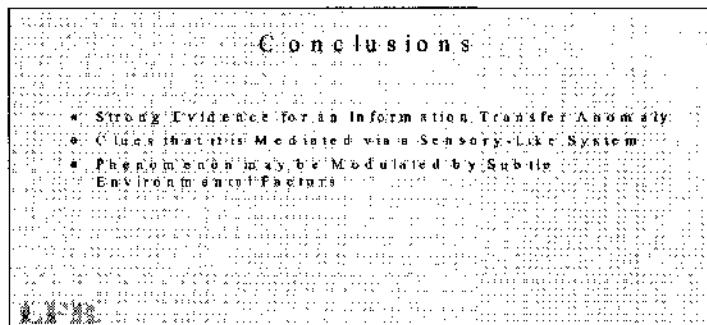 Conclusions
• Strong Evidence for an Information Transfer Anomaly
• Clues that it is Mediated via a Sensory-Like System
• Phenomenon may be Modulated by Subtle
Environmental Factors
LFR